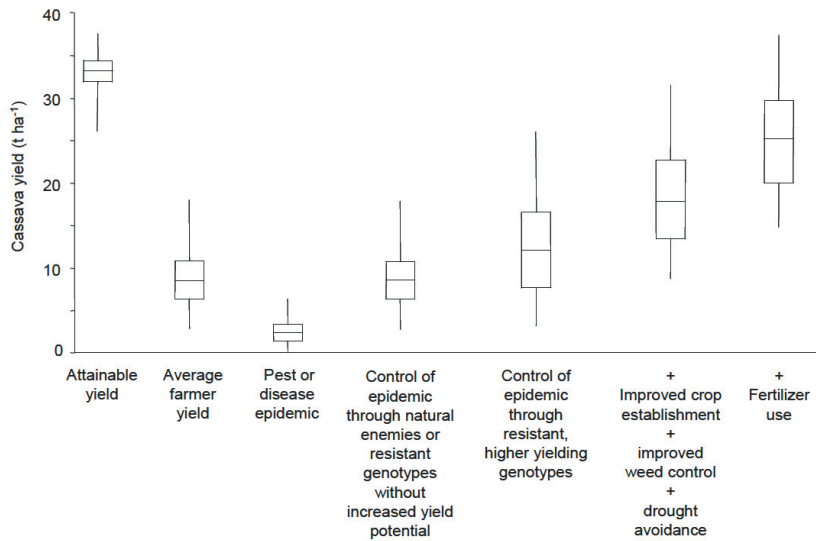 40
30
20
10
0
Cassava yield (t ha-1)
Attainable
yield
Average
farmer
yield
Pest or
disease
epidemic
Control of
epidemic
through natural
enemies or
resistant
genotypes
without
increased yield
potential
Control of
epidemic
through
resistant,
higher yielding
genotypes
+
Improved crop
establishment
+
improved
weed control
+
drought
avoidance
+
Fertilizer
use